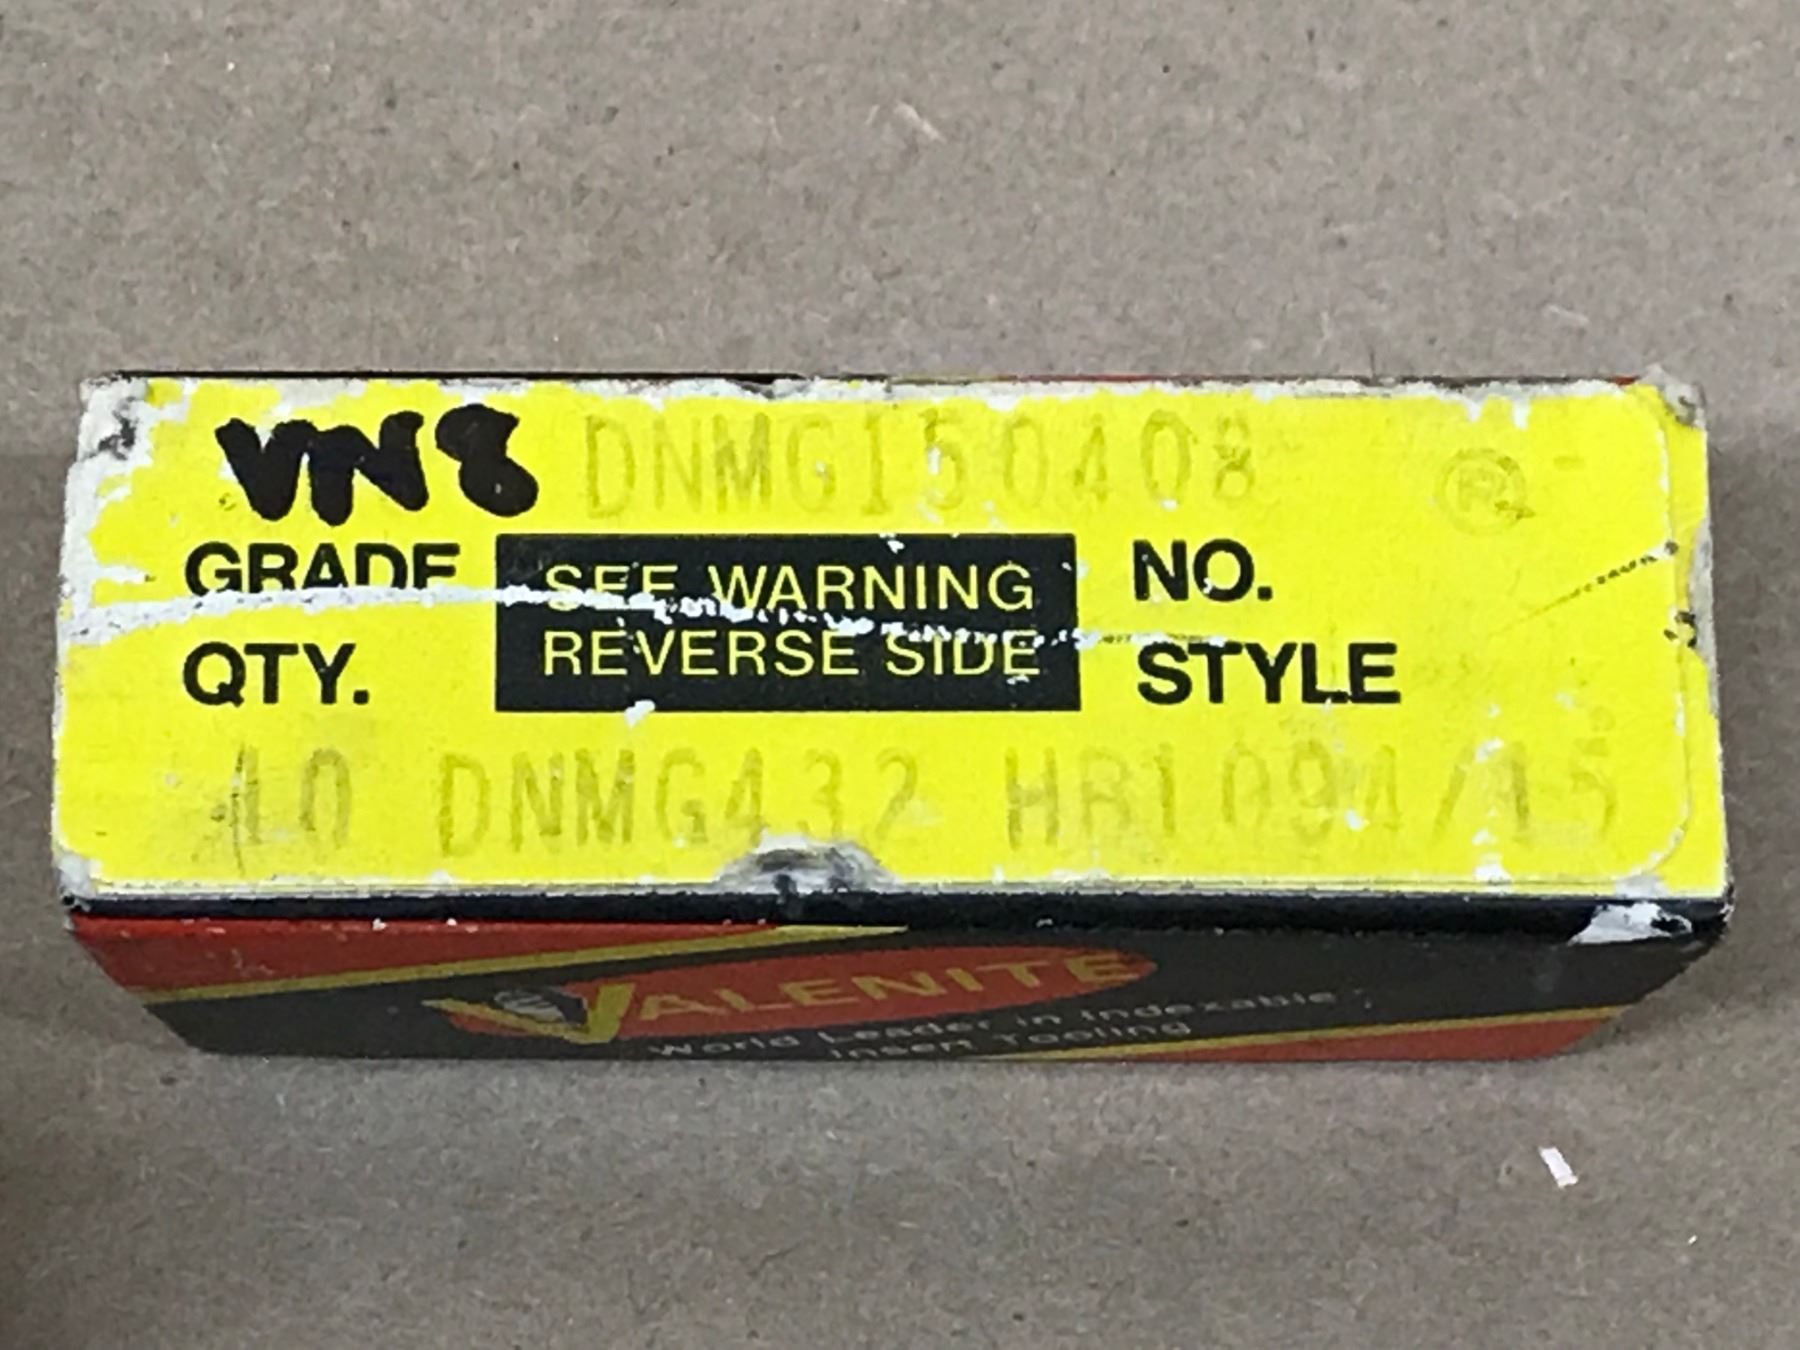 VN8 DNMG150408 ® -
GRADE SEE WARNING NO.
QTY. REVERSE SIDE STYLE
10 DNMG432 HB1094/15
VALENITE
World Leader in Indexable
Insert Tooling